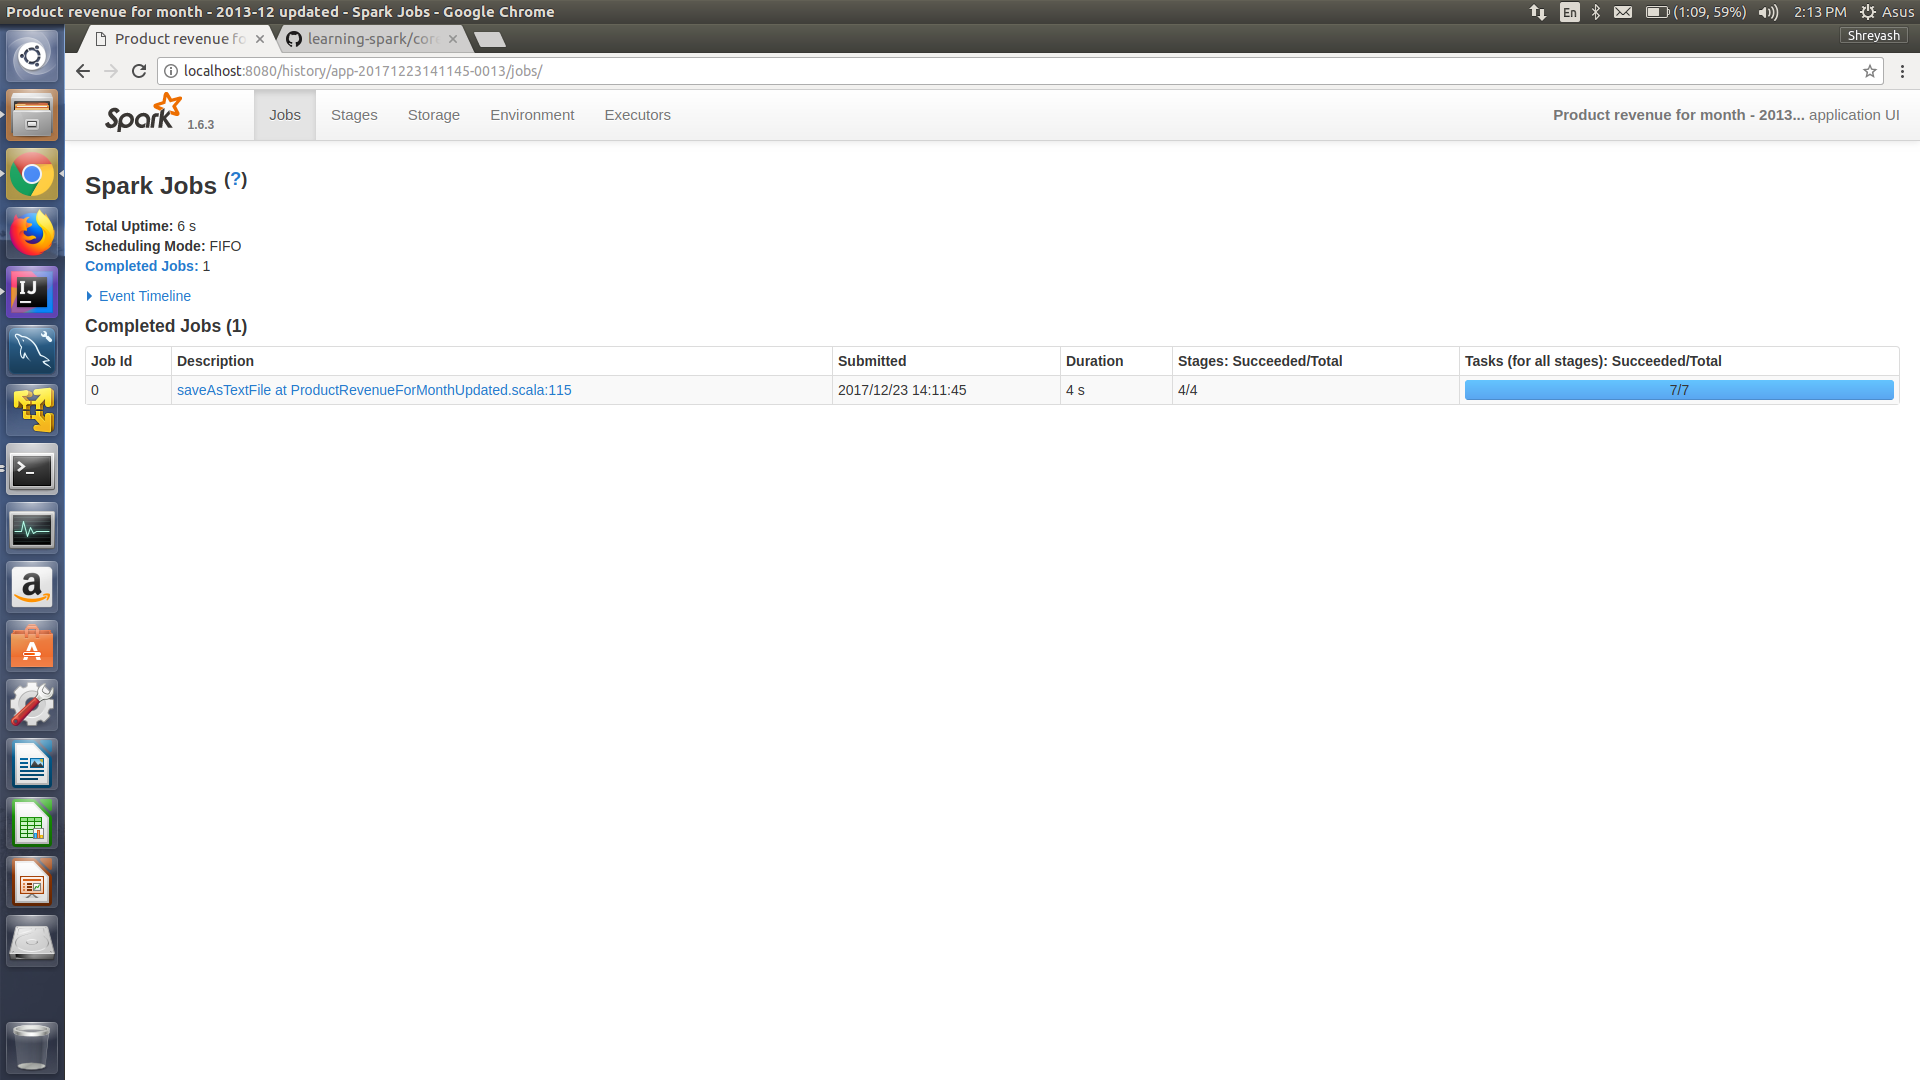 Product revenue for month - 2013-12 updated - Spark Jobs - Google Chrome
En (1:09, 59%) 2:13 PM Asus
Product revenue fo
learning-spark/core
Shreyash
localhost:8080/history/app-20171223141145-0013/jobs/
Spark 1.6.3 Jobs Stages Storage Environment Executors Product revenue for month - 2013... application UI
Spark Jobs (?)
Total Uptime: 6 s
Scheduling Mode: FIFO
Completed Jobs: 1
Event Timeline
Completed Jobs (1)
Job Id Description Submitted Duration Stages: Succeeded/Total Tasks (for all stages): Succeeded/Total
0 saveAsTextFile at ProductRevenueForMonthUpdated.scala:115 2017/12/23 14:11:45 4 s 4/4 7/7
IJ
>_
a
A